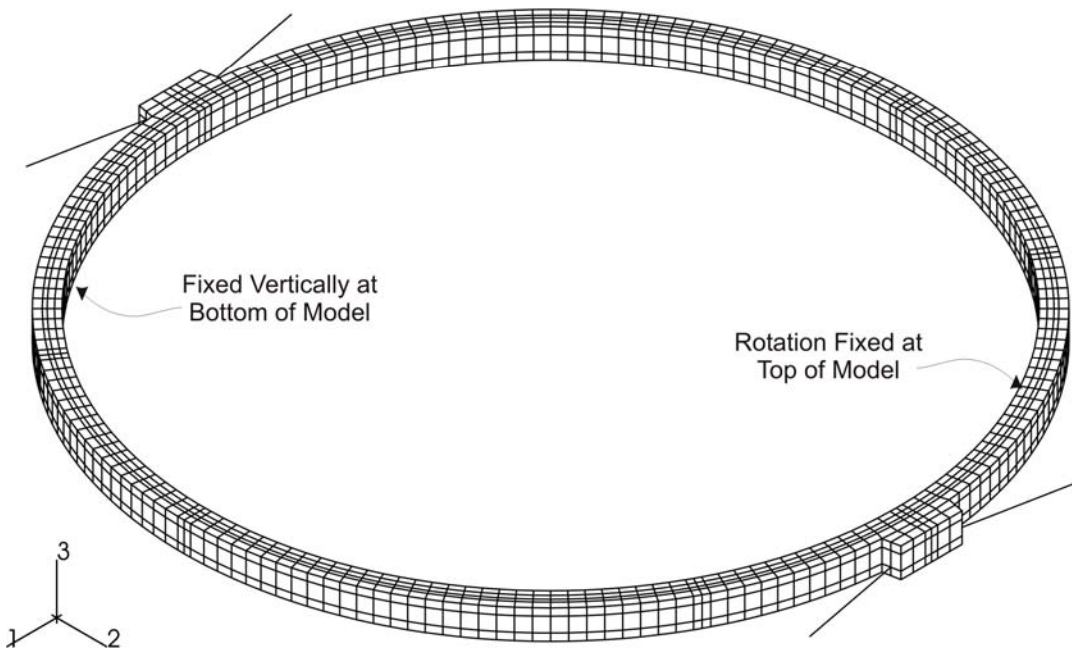 Fixed Vertically at
Bottom of Model
Rotation Fixed at
Top of Model
3
1
2